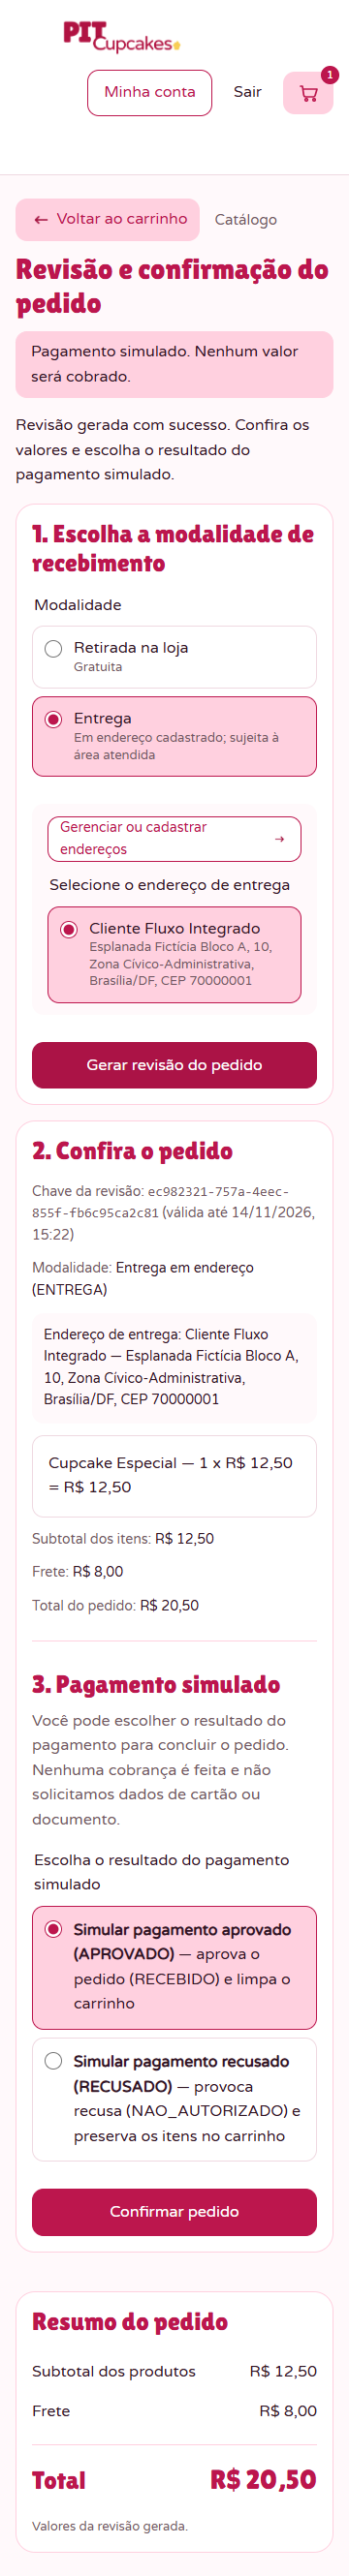 PIT
Cupcakes
Minha conta
Sair
1
← Voltar ao carrinho
Catálogo
Revisão e confirmação do
pedido
Pagamento simulado. Nenhum valor
será cobrado.
Revisão gerada com sucesso. Confira os
valores e escolha o resultado do
pagamento simulado.
1. Escolha a modalidade de
recebimento
Modalidade
Retirada na loja
Gratuita
Entrega
Em endereço cadastrado; sujeita à
área atendida
Gerenciar ou cadastrar
endereços →
Selecione o endereço de entrega
Cliente Fluxo Integrado
Esplanada Fictícia Bloco A, 10,
Zona Cívico-Administrativa,
Brasília/DF, CEP 70000001
Gerar revisão do pedido
2. Confira o pedido
Chave da revisão: ec982321-757a-4eec-
855f-fb6c95ca2c81 (válida até 14/11/2026,
15:22)
Modalidade: Entrega em endereço
(ENTREGA)
Endereço de entrega: Cliente Fluxo
Integrado — Esplanada Fictícia Bloco A,
10, Zona Cívico-Administrativa,
Brasília/DF, CEP 70000001
Cupcake Especial — 1 x R$ 12,50
= R$ 12,50
Subtotal dos itens: R$ 12,50
Frete: R$ 8,00
Total do pedido: R$ 20,50
3. Pagamento simulado
Você pode escolher o resultado do
pagamento para concluir o pedido.
Nenhuma cobrança é feita e não
solicitamos dados de cartão ou
documento.
Escolha o resultado do pagamento
simulado
Simular pagamento aprovado
(APROVADO) — aprova o
pedido (RECEBIDO) e limpa o
carrinho
Simular pagamento recusado
(RECUSADO) — provoca
recusa (NAO_AUTORIZADO) e
preserva os itens no carrinho
Confirmar pedido
Resumo do pedido
Subtotal dos produtos R$ 12,50
Frete R$ 8,00
Total R$ 20,50
Valores da revisão gerada.